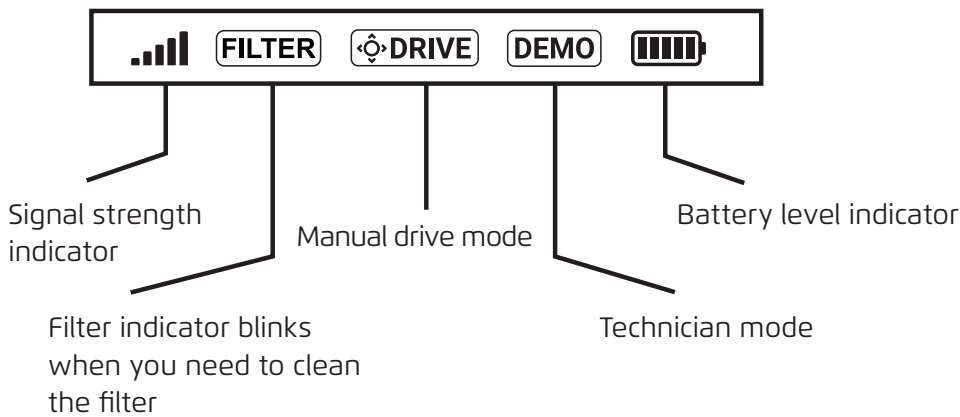 FILTER DRIVE DEMO
Signal strength
indicator
Filter indicator blinks
when you need to clean
the filter
Manual drive mode
Technician mode
Battery level indicator